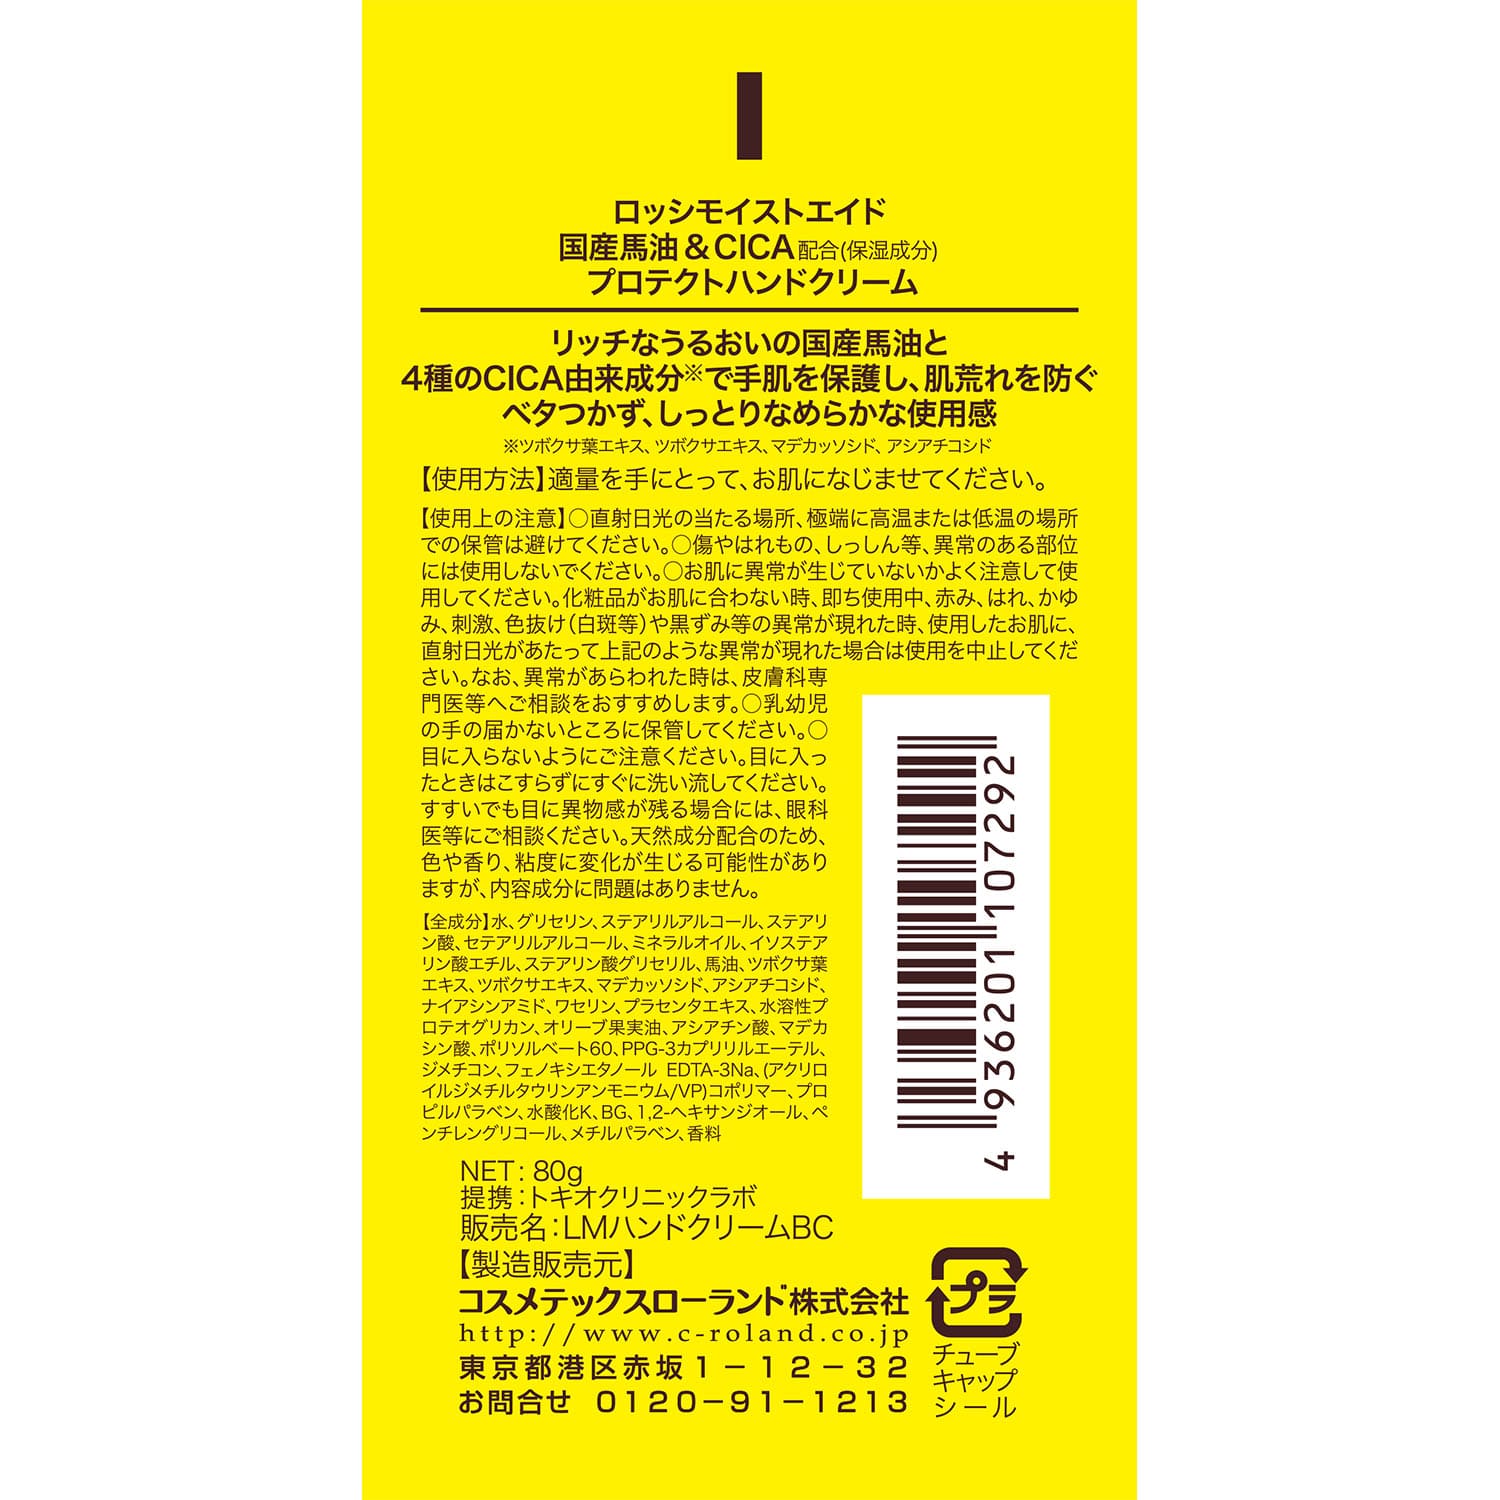 ロッシモイストエイド
国産馬油&CICA配合(保湿成分)
プロテクトハンドクリーム
リッチなうるおいの国産馬油と
4種のCICA由来成分※で手肌を保護し、肌荒れを防ぐ
ベタつかず、しっとりなめらかな使用感
※ツボクサ葉エキス、ツボクサエキス、マデカッソシド、アシアチコシド
【使用方法】適量を手にとって、お肌になじませてください。
【使用上の注意】○直射日光の当たる場所、極端に高温または低温の場所
での保管は避けてください。○傷やはれもの、しっしん等、異常のある部位
には使用しないでください。○お肌に異常が生じていないかよく注意して使
用してください。化粧品がお肌に合わない時、即ち使用中、赤み、はれ、かゆ
み、刺激、色抜け(白斑等)や黒ずみ等の異常が現れた時、使用したお肌に、
直射日光があたって上記のような異常が現れた場合は使用を中止してくだ
さい。なお、異常があらわれた時は、皮膚科専
門医等へご相談をおすすめします。○乳幼児
の手の届かないところに保管してください。○
目に入らないようにご注意ください。目に入っ
たときはこすらずにすぐに洗い流してください。
すすいでも目に異物感が残る場合には、眼科
医等にご相談ください。天然成分配合のため、
色や香り、粘度に変化が生じる可能性があり
ますが、内容成分に問題はありません。
【全成分】水、グリセリン、ステアリルアルコール、ステアリ
ン酸、セテアリルアルコール、ミネラルオイル、イソステア
リン酸エチル、ステアリン酸グリセリル、馬油、ツボクサ葉
エキス、ツボクサエキス、マデカッソシド、アシアチコシド、
ナイアシンアミド、ワセリン、プラセンタエキス、水溶性プ
ロテオグリカン、オリーブ果実油、アシアチン酸、マデカ
シン酸、ポリソルベート60、PPG-3カプリリルエーテル、
ジメチコン、フェノキシエタノール EDTA-3Na、(アクリロ
イルジメチルタウリンアンモニウム/VP)コポリマー、プロ
ピルパラベン、水酸化K、BG、1,2-ヘキサンジオール、ペ
ンチレングリコール、メチルパラベン、香料
4 936201 107292
NET: 80g
提携:トキオクリニックラボ
販売名:LMハンドクリームBC
【製造販売元】
コスメテックスローランド株式会社
http://www.c-roland.co.jp
東京都港区赤坂1−12−32
お問合せ 0120−91−1213
プラ
チューブ
キャップ
シール